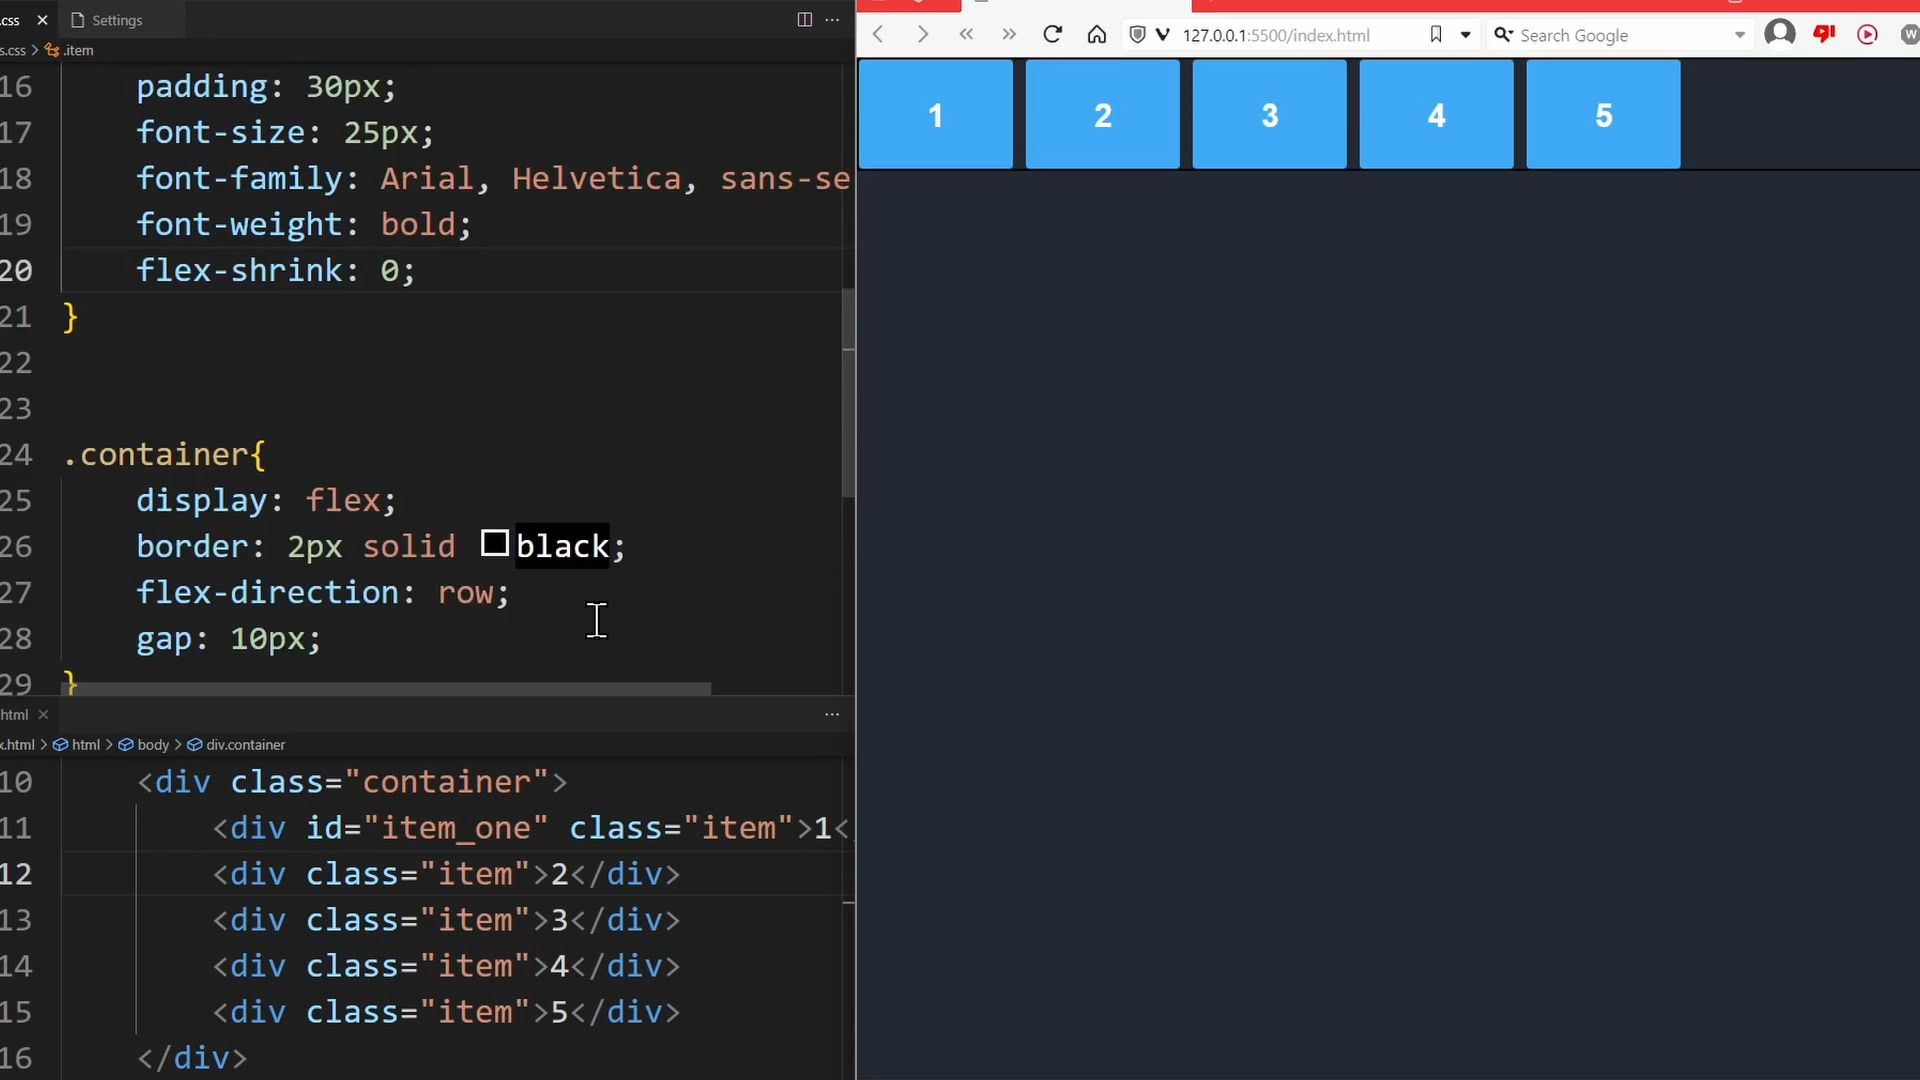 .css Settings
s.css > .item
16 padding: 30px;
17 font-size: 25px;
18 font-family: Arial, Helvetica, sans-se
19 font-weight: bold;
20 flex-shrink: 0;
21 }
22
23
24 .container{
25 display: flex;
26 border: 2px solid black;
27 flex-direction: row;
28 gap: 10px;
29 }
html
x.html > html > body > div.container
10 <div class="container">
11 <div id="item_one" class="item">1<
12 <div class="item">2</div>
13 <div class="item">3</div>
14 <div class="item">4</div>
15 <div class="item">5</div>
16 </div>
127.0.0.1:5500/index.html Search Google W
1 2 3 4 5